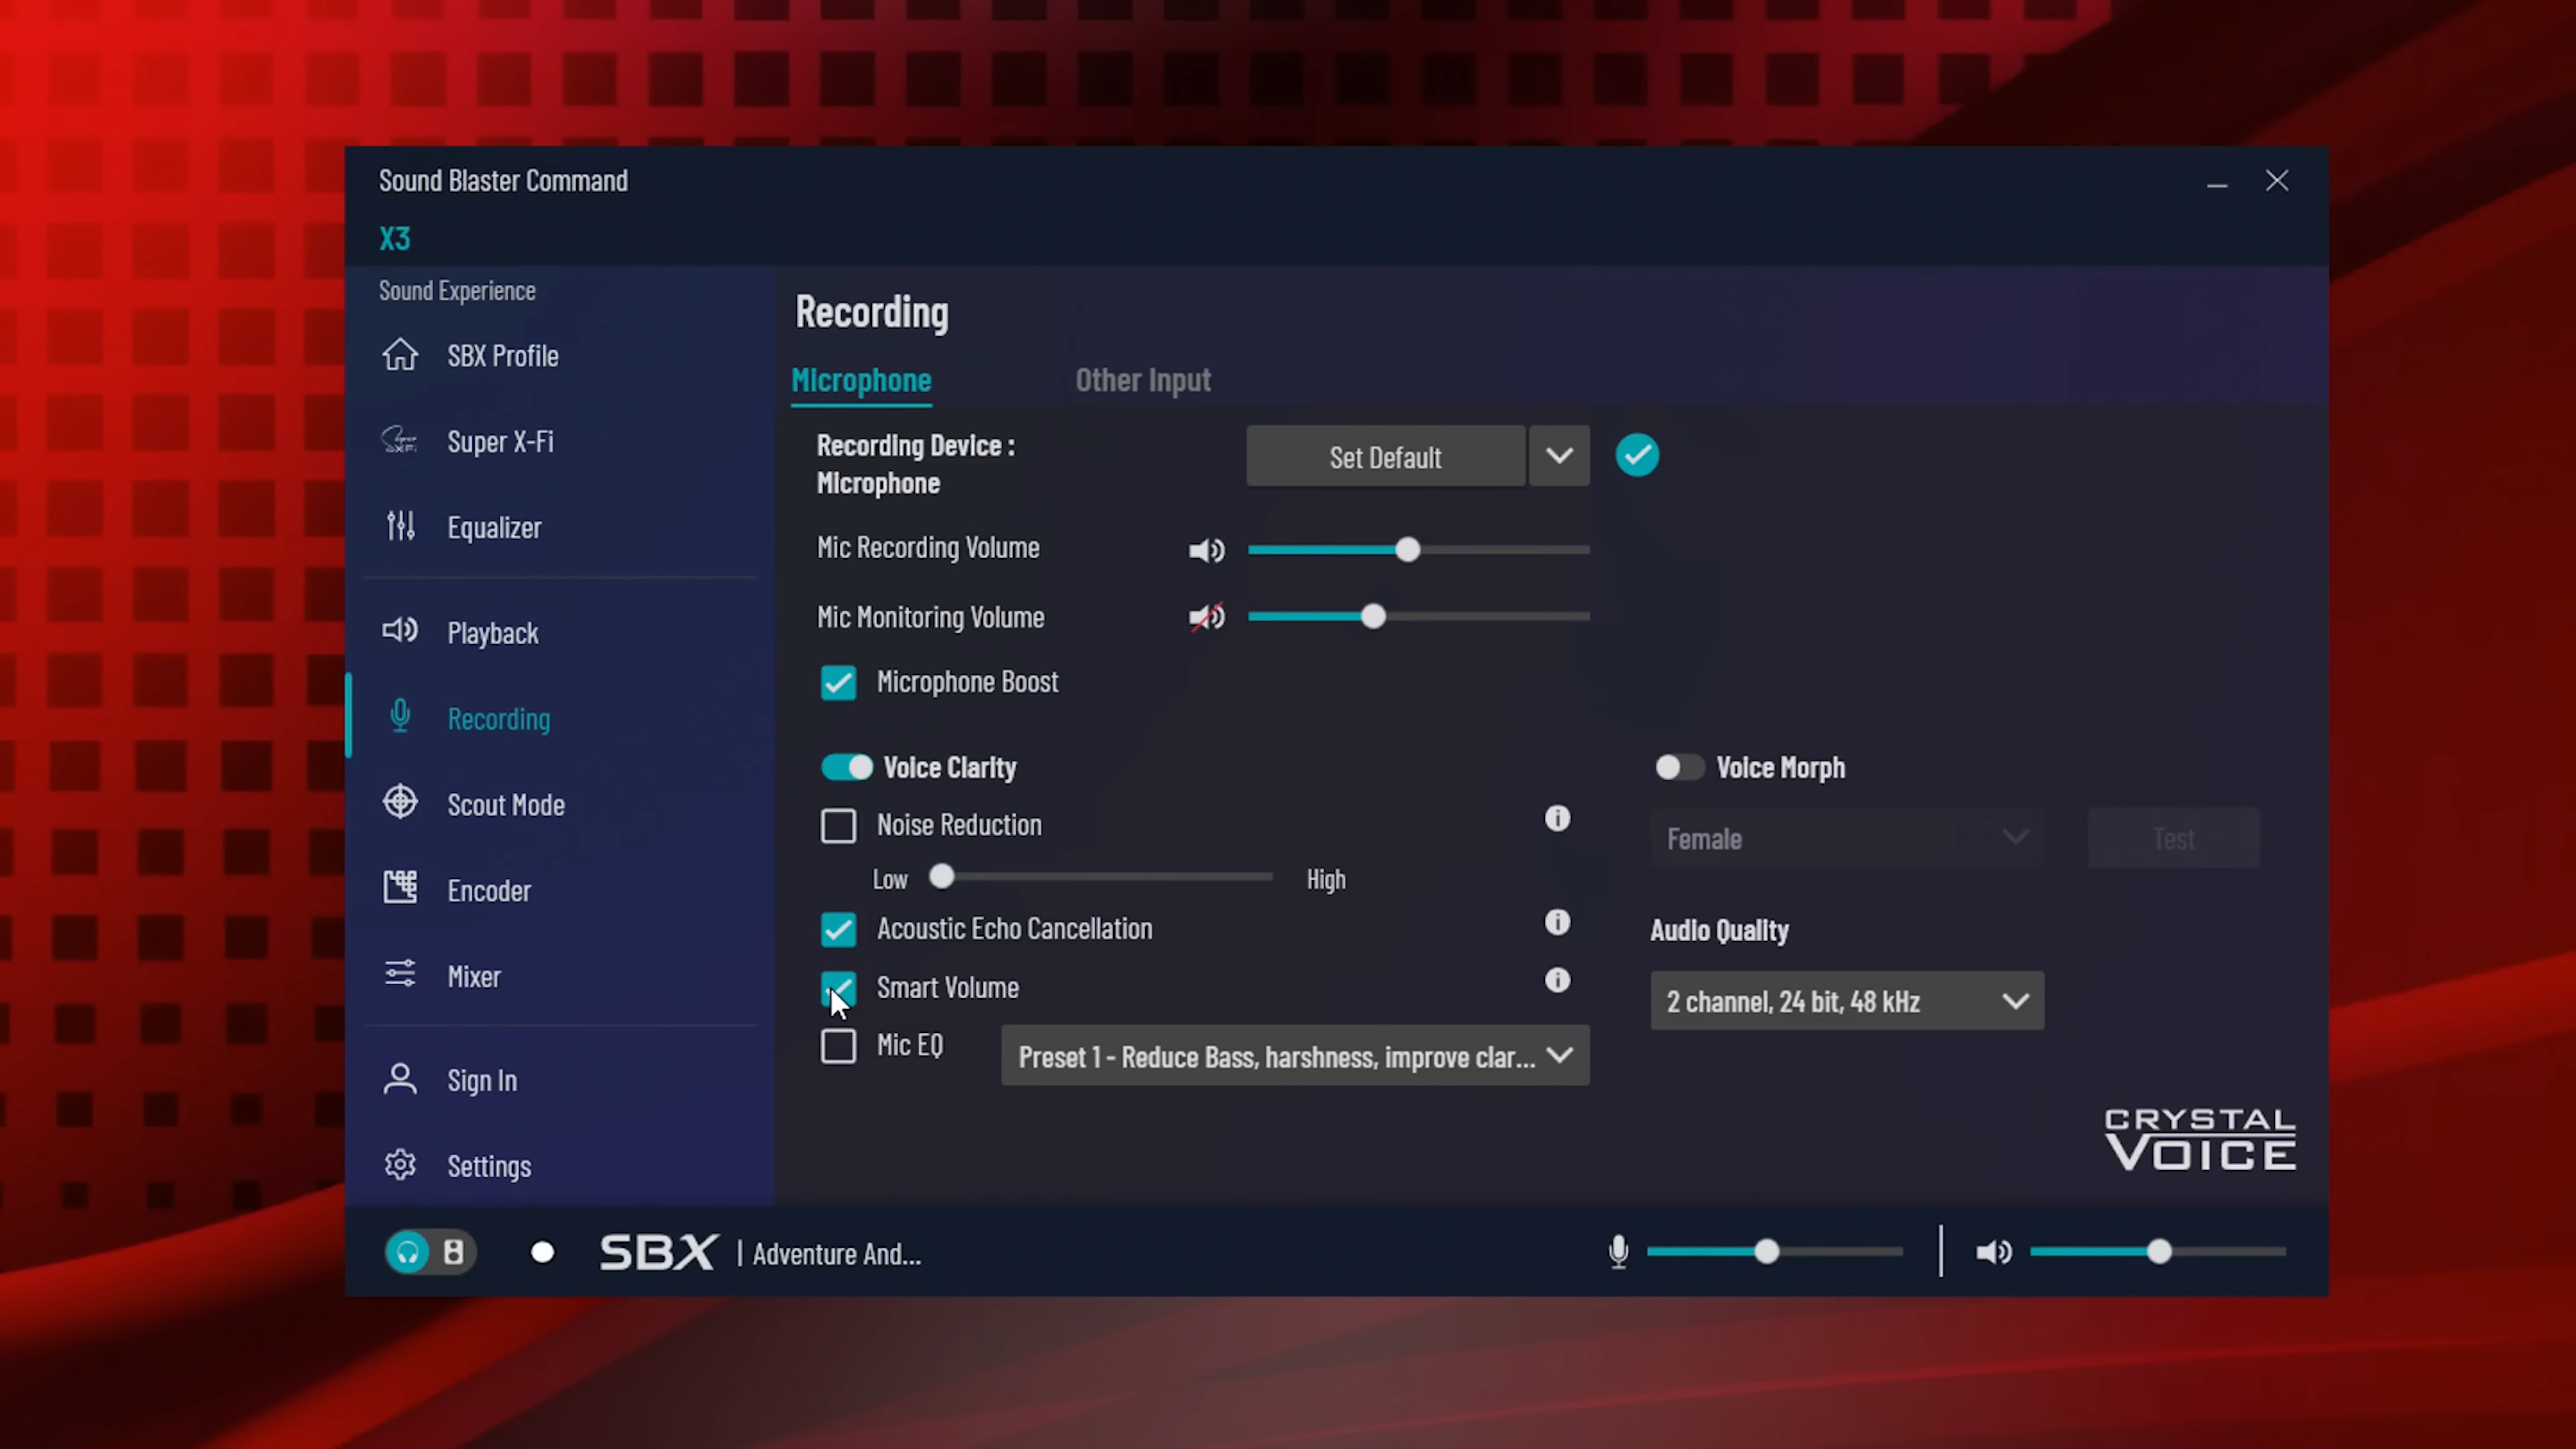 Sound Blaster Command
X3
Sound Experience
SBX Profile
Super X-Fi
Equalizer
Playback
Recording
Scout Mode
Encoder
Mixer
Sign In
Settings
Recording
Microphone
Other Input
Recording Device :
Microphone
Set Default
Mic Recording Volume
Mic Monitoring Volume
Microphone Boost
Voice Clarity
Noise Reduction
Low
High
Acoustic Echo Cancellation
Smart Volume
Mic EQ
Preset 1 - Reduce Bass, harshness, improve clar...
Voice Morph
Female
Test
Audio Quality
2 channel, 24 bit, 48 kHz
CRYSTAL
VOICE
SBX | Adventure And...